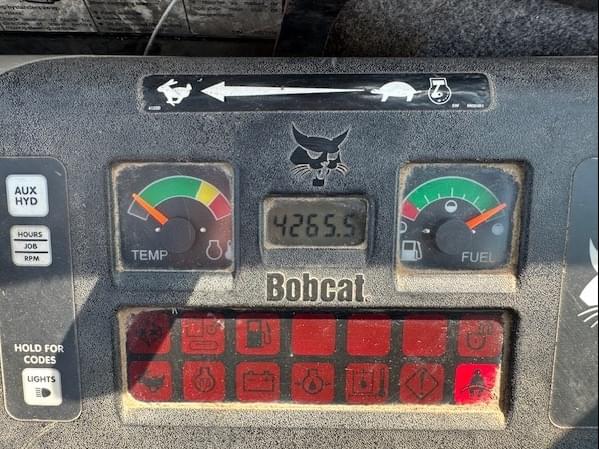 AUX
HYD
HOURS
JOB
RPM
HOLD FOR
CODES
LIGHTS
TEMP
4265.5
FUEL
Bobcat